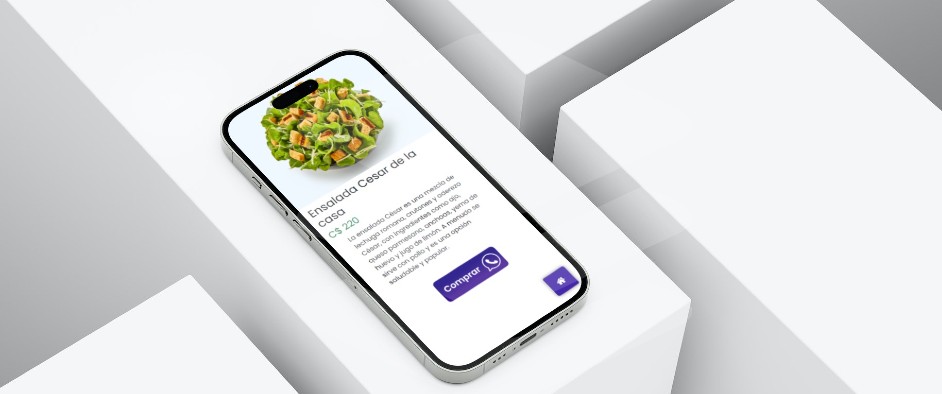 Ensalada Cesar de la
casa
C$ 220
La ensalada César es una mezcla de
lechuga romana, crutones y aderezo
César, con ingredientes como ajo,
queso parmesano, anchoas, yema de
huevo y jugo de limón. A menudo se
sirve con pollo y es una opción
saludable y popular.
Comprar